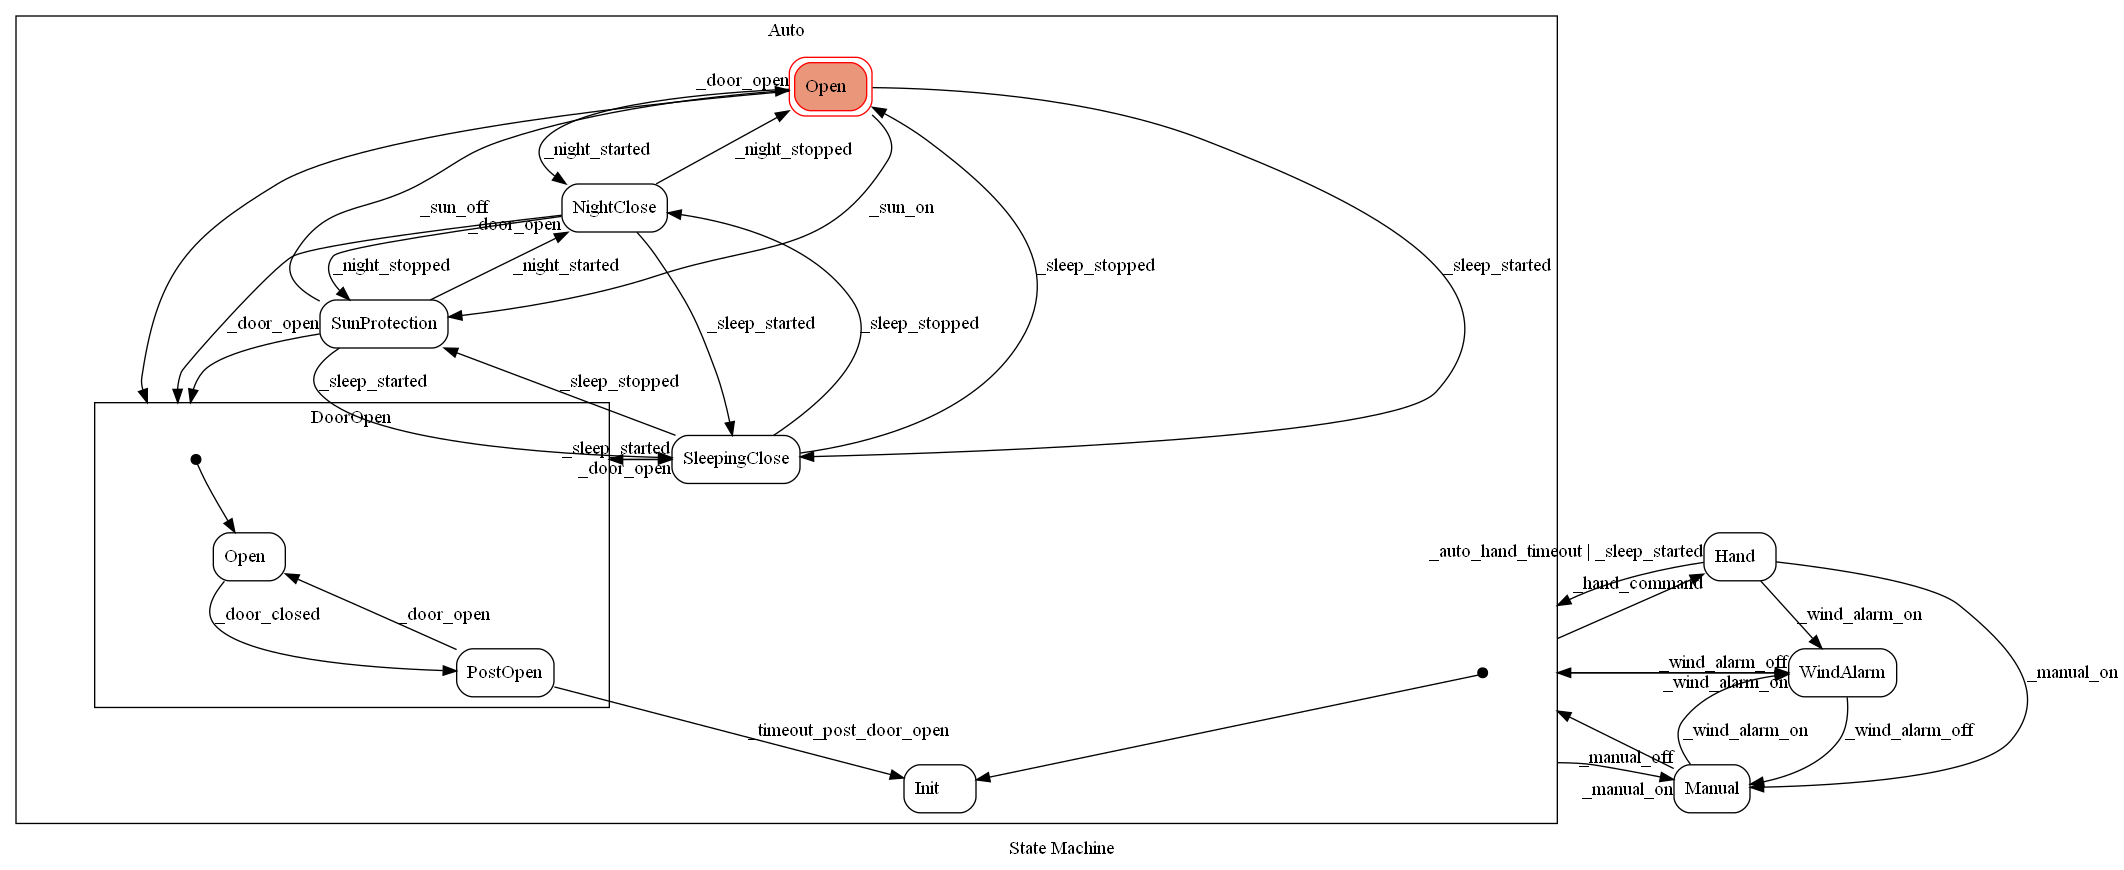 Auto
_door_open
Open
_night_started
_night_stopped
_sun_off
NightClose
_sun_on
_door_open
_night_stopped
_night_started
_sleep_stopped
_sleep_started
_door_open
SunProtection
_sleep_started
_sleep_stopped
_sleep_started
_sleep_stopped
DoorOpen
_sleep_started
_door_open
SleepingClose
Open
_auto_hand_timeout | _sleep_started
Hand
_hand_command
_door_closed
_door_open
_wind_alarm_on
PostOpen
_wind_alarm_off
_wind_alarm_on
WindAlarm
_manual_on
_timeout_post_door_open
_wind_alarm_on
_wind_alarm_off
_manual_off
_manual_on
Init
Manual
State Machine